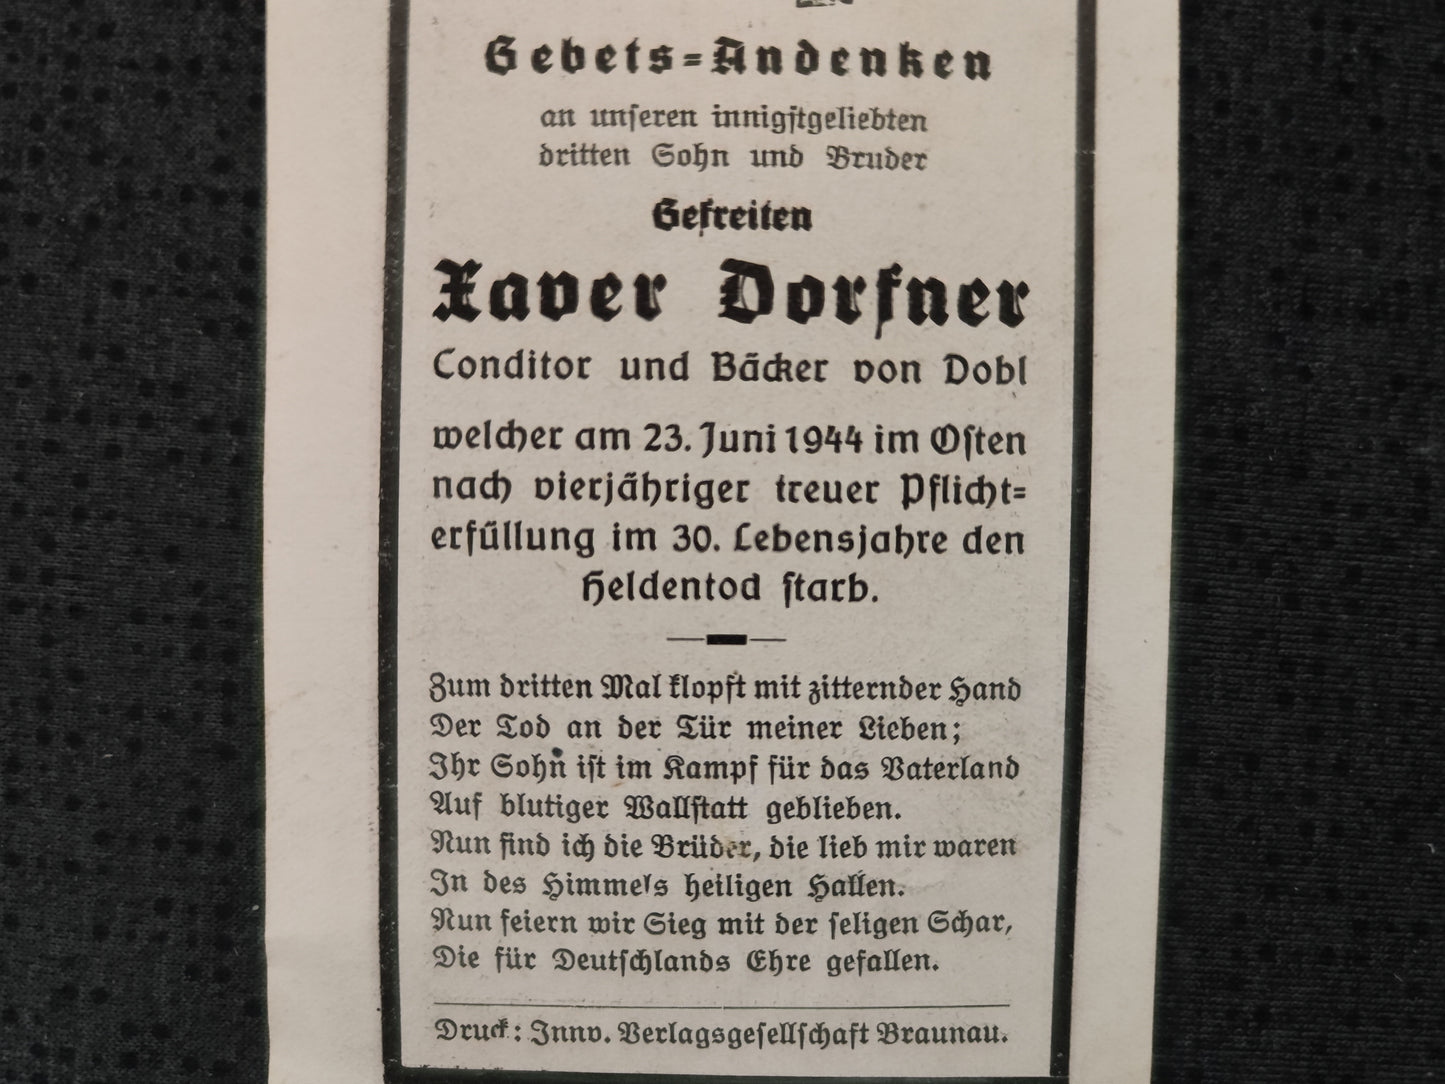 Gebets=Andenken
an unseren innigstgeliebten
dritten Sohn und Bruder
Gefreiten
Xaver Dorfner
Conditor und Bäcker von Dobl
welcher am 23. Juni 1944 im Osten
nach vierjähriger treuer Pflicht=
erfüllung im 30. Lebensjahre den
Heldentod starb.
Zum dritten Mal klopft mit zitternder Hand
Der Tod an der Tür meiner Lieben;
Ihr Sohn ist im Kampf für das Vaterland
Auf blutiger Wallstatt geblieben.
Nun find ich die Brüder, die lieb mir waren
In des Himmels heiligen Hallen.
Nun feiern wir Sieg mit der seligen Schar,
Die für Deutschlands Ehre gefallen.
Druck: Innv. Verlagsgesellschaft Braunau.